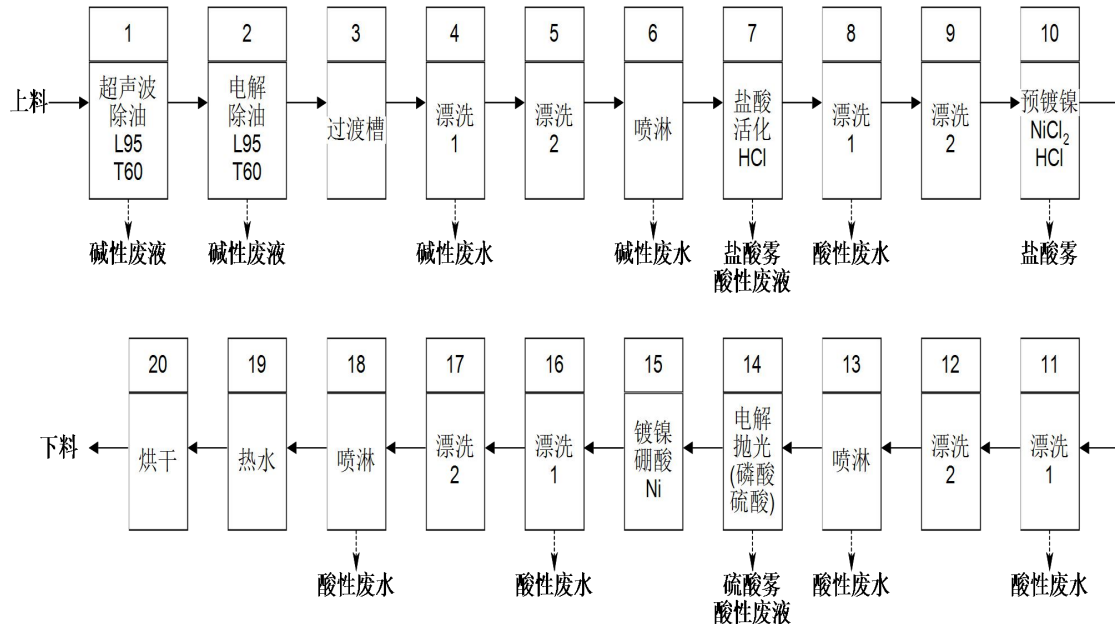 1
2
3
4
5
6
7
8
9
10
上料
超声波
除油
L95
T60
电解
除油
L95
T60
过渡槽
漂洗
1
漂洗
2
喷淋
盐酸
活化
HCl
漂洗
1
漂洗
2
预镀镍
NiCl₂
HCl
碱性废液
碱性废液
碱性废水
碱性废水
盐酸雾
酸性废液
酸性废水
盐酸雾
20
19
18
17
16
15
14
13
12
11
下料
烘干
热水
喷淋
漂洗
2
漂洗
1
镀镍
硼酸
Ni
电解
抛光
(磷酸
硫酸)
喷淋
漂洗
2
漂洗
1
酸性废水
酸性废水
硫酸雾
酸性废液
酸性废水
酸性废水